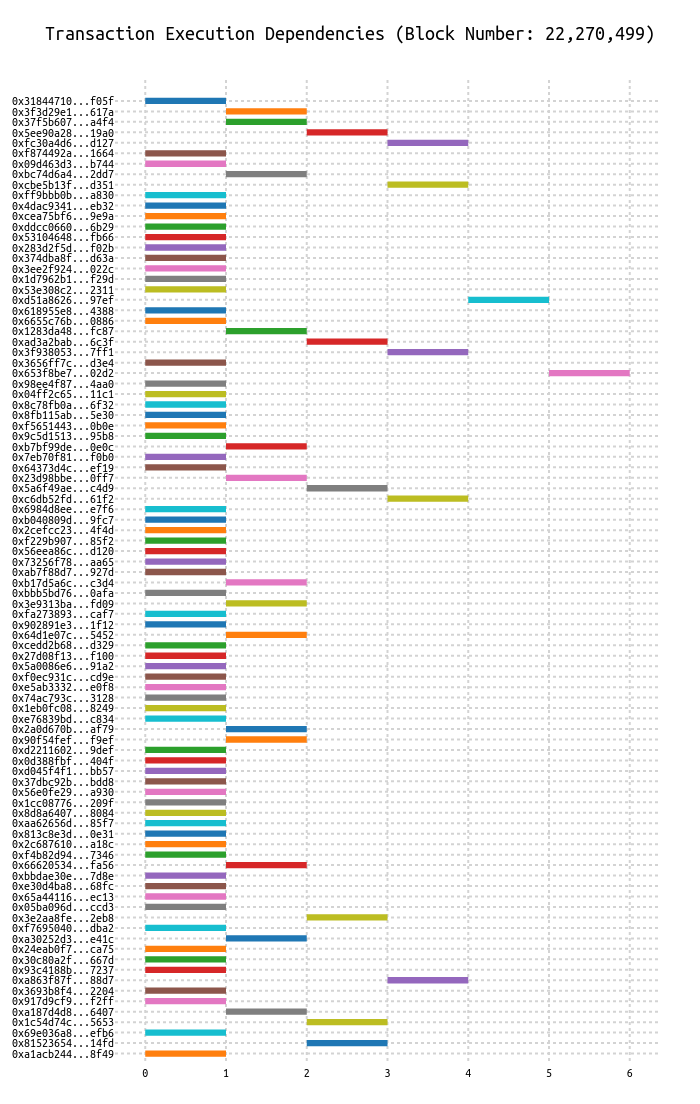 Transaction Execution Dependencies (Block Number: 22,270,499)
0x31844710...f05f
0x3f3d29e1...617a
0x37f5b607...a4f4
0x5ee90a28...19a0
0xfc30a4d6...d127
0xf874492a...1664
0x09d463d3...b744
0xbc74d6a4...2dd7
0xcbe5b13f...d351
0xff9bbb0b...a830
0x4dac9341...eb32
0xcea75bf6...9e9a
0xddcc0660...6b29
0x53104648...fb66
0x283d2f5d...f02b
0x374dba8f...d63a
0x3ee2f924...022c
0x1d7962b1...f29d
0x53e308c2...2311
0xd51a8626...97ef
0x618955e8...4388
0x6655c76b...0886
0x1283da48...fc87
0xad3a2bab...6c3f
0x3f938053...7ff1
0x3656ff7c...d3e4
0x653f8be7...02d2
0x98ee4f87...4aa0
0x04ff2c65...11c1
0x8c78fb0a...6f32
0x8fb115ab...5e30
0xf5651443...0b0e
0x9c5d1513...95b8
0xb7bf99de...0e0c
0x7eb70f81...f0b0
0x64373d4c...ef19
0x23d98bbe...0ff7
0x5a6f49ae...c4d9
0xc6db52fd...61f2
0x6984d8ee...e7f6
0xb040809d...9fc7
0x2cefcc23...4f4d
0xf229b907...85f2
0x56eea86c...d120
0x73256f78...aa65
0xab7f88d7...927d
0xb17d5a6c...c3d4
0xbbb5bd76...0afa
0x3e9313ba...fd09
0xfa273893...caf7
0x902891e3...1f12
0x64d1e07c...5452
0xcedd2b68...d329
0x27d08f13...f100
0x5a0086e6...91a2
0xf0ec931c...cd9e
0xe5ab3332...e0f8
0x74ac793c...3128
0x1eb0fc08...8249
0xe76839bd...c834
0x2a0d670b...af79
0x90f54fef...f9ef
0xd2211602...9def
0x0d388fbf...404f
0xd045f4f1...bb57
0x37dbc92b...bdd8
0x56e0fe29...a930
0x1cc08776...209f
0x8d8a6407...8084
0xaa62656d...85f7
0x813c8e3d...0e31
0x2c687610...a18c
0xf4b82d94...7346
0x66620534...fa56
0xbbdae30e...7d8e
0xe30d4ba8...68fc
0x65a44116...ec13
0x05ba096d...ccd3
0x3e2aa8fe...2eb8
0xf7695040...dba2
0xa30252d3...e41c
0x24eab0f7...ca75
0x30c80a2f...667d
0x93c4188b...7237
0xa863f87f...88d7
0x3693b8f4...2204
0x917d9cf9...f2ff
0xa187d4d8...6407
0x1c54d74c...5653
0x69e036a8...efb6
0x81523654...14fd
0xa1acb244...8f49
0 1 2 3 4 5 6